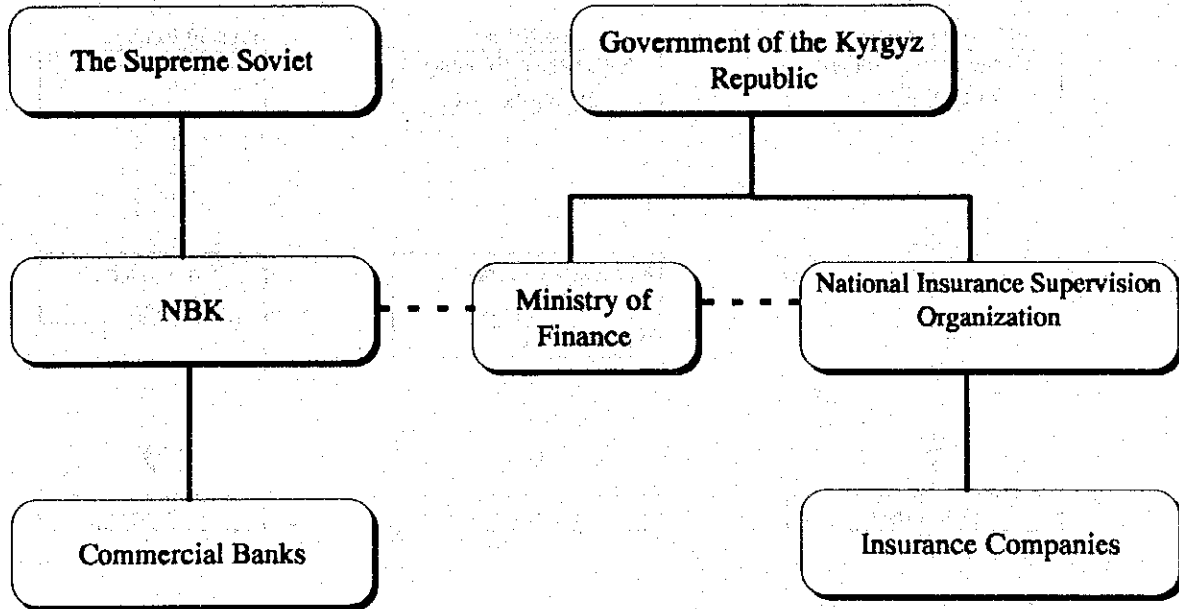 The Supreme Soviet
Government of the Kyrgyz
Republic
NBK
Ministry of
Finance
National Insurance Supervision
Organization
Commercial Banks
Insurance Companies